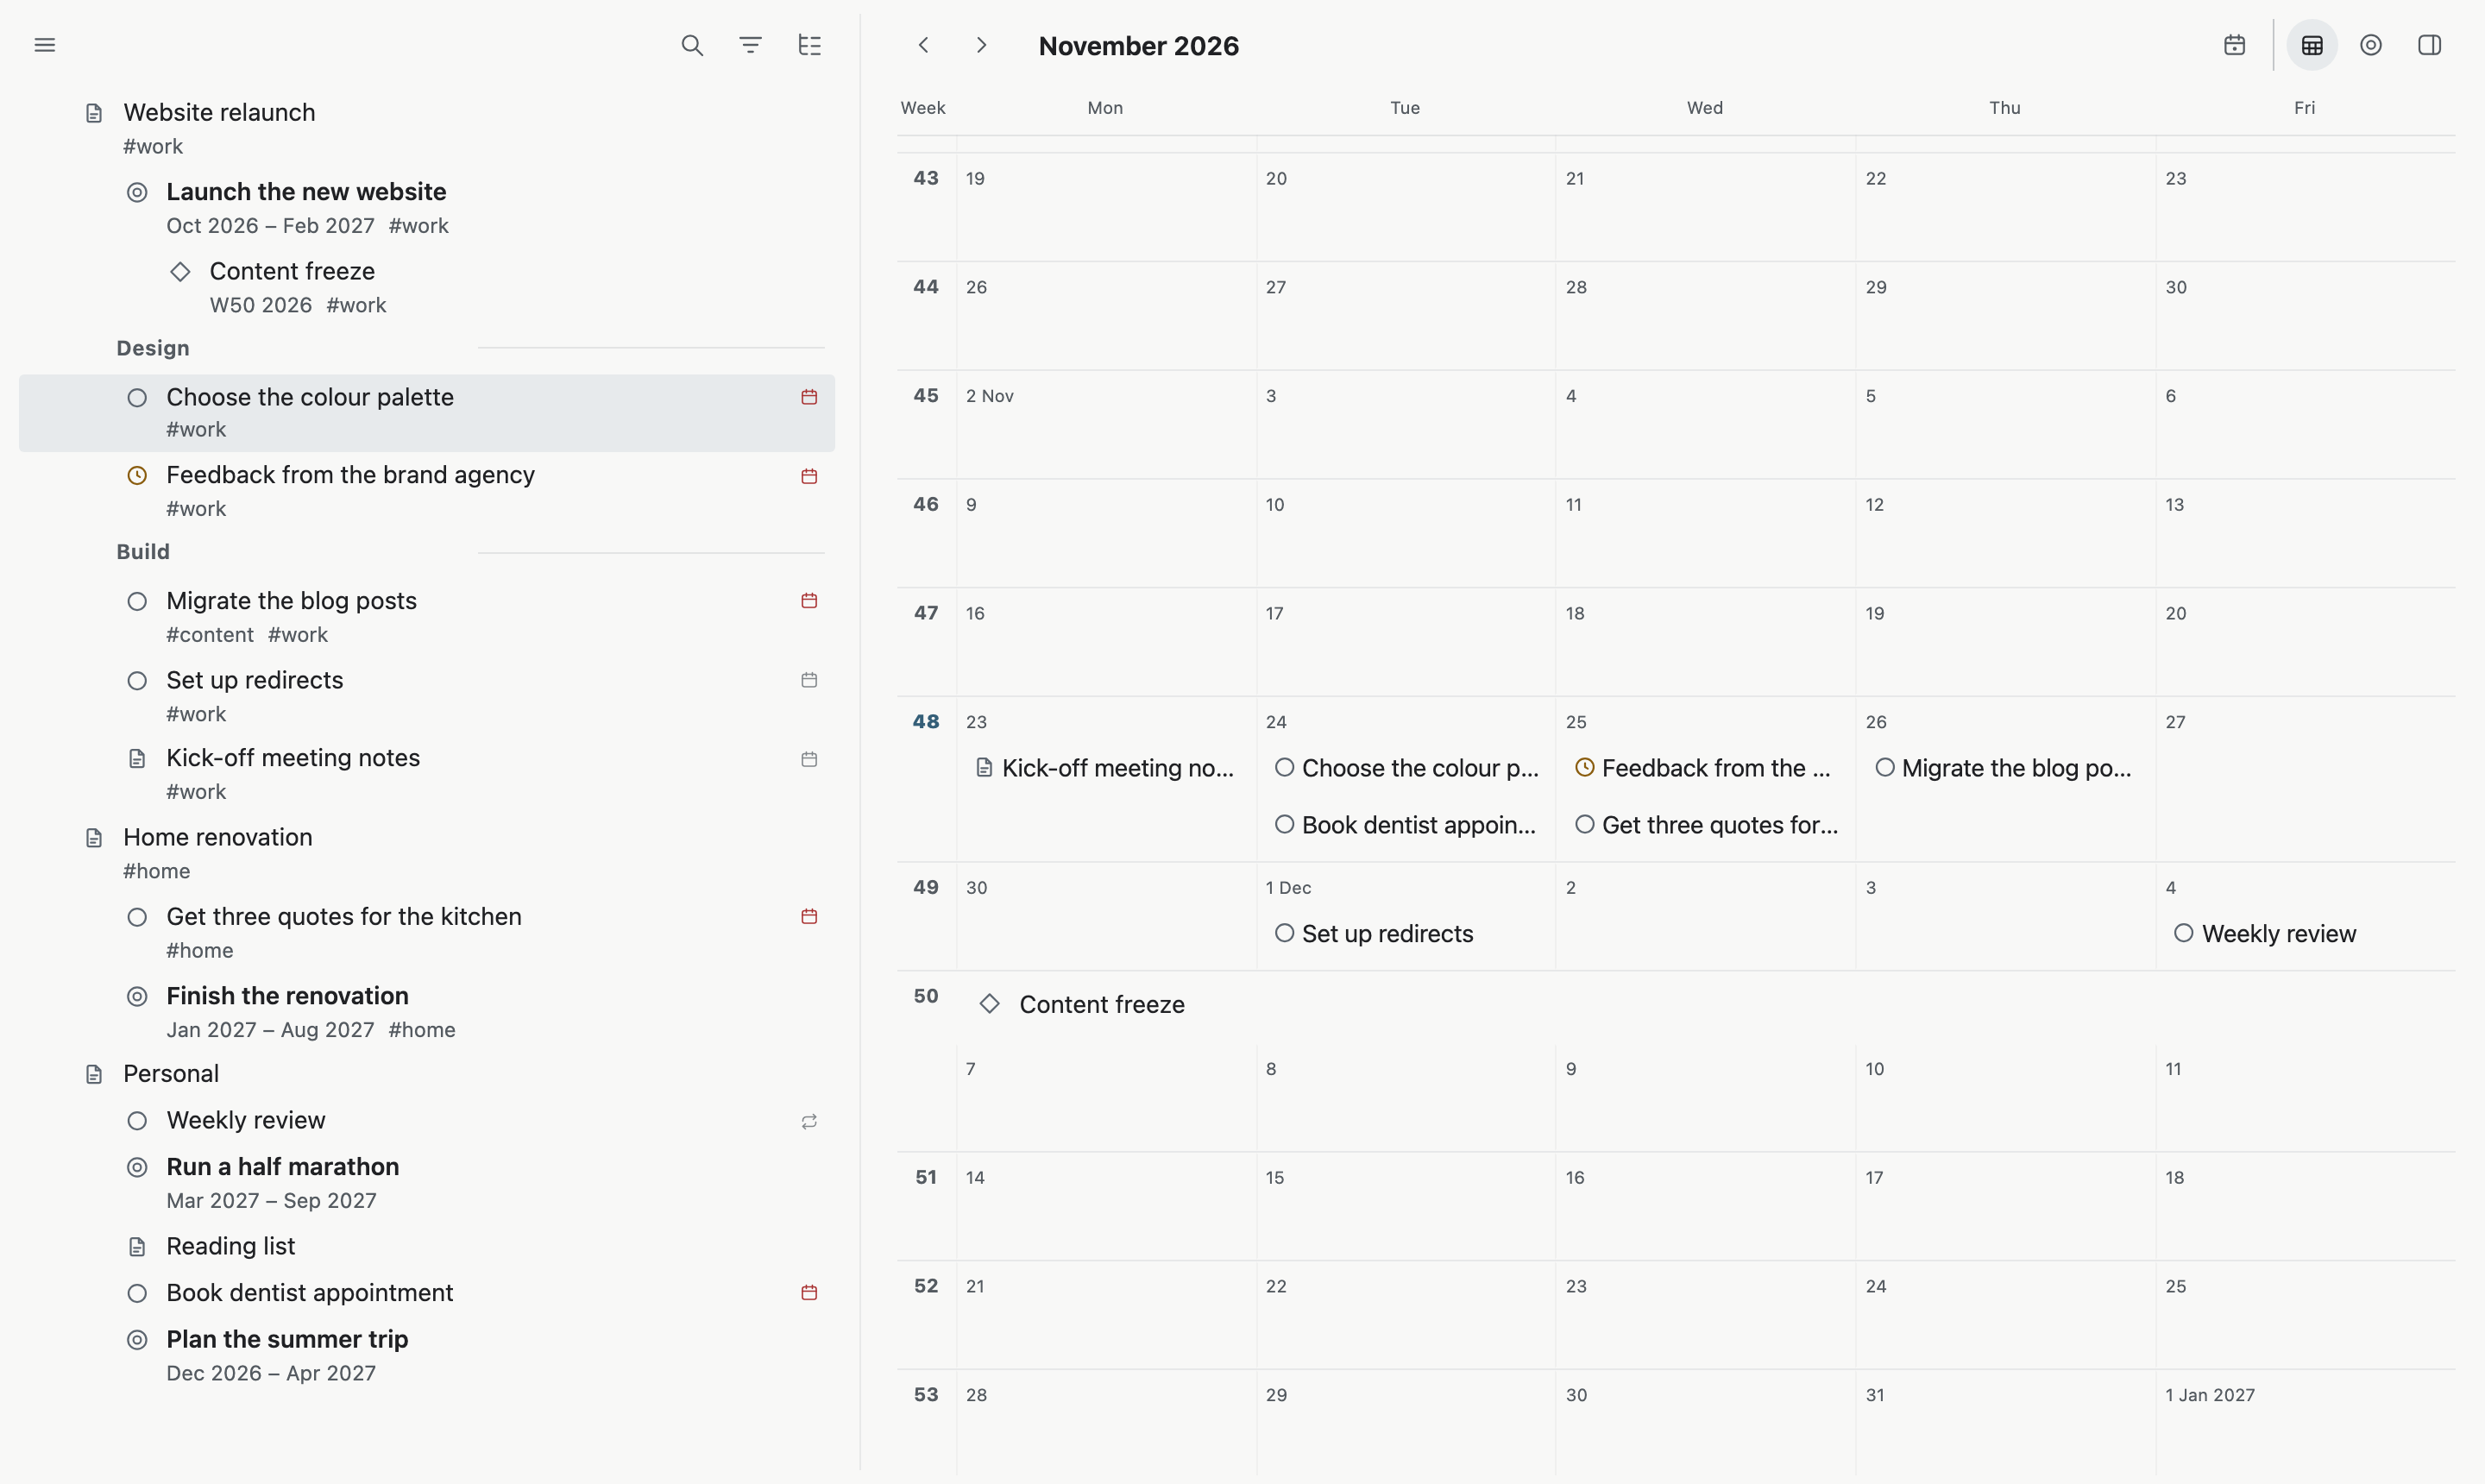 Website relaunch
#work
Launch the new website
Oct 2026 – Feb 2027 #work
Content freeze
W50 2026 #work
Design
Choose the colour palette
#work
Feedback from the brand agency
#work
Build
Migrate the blog posts
#content #work
Set up redirects
#work
Kick-off meeting notes
#work
Home renovation
#home
Get three quotes for the kitchen
#home
Finish the renovation
Jan 2027 – Aug 2027 #home
Personal
Weekly review
Run a half marathon
Mar 2027 – Sep 2027
Reading list
Book dentist appointment
Plan the summer trip
Dec 2026 – Apr 2027
November 2026
Week Mon Tue Wed Thu Fri
43 19 20 21 22 23
44 26 27 28 29 30
45 2 Nov 3 4 5 6
46 9 10 11 12 13
47 16 17 18 19 20
48 23 24 25 26 27
Kick-off meeting no... Choose the colour p... Feedback from the ... Migrate the blog po...
Book dentist appoin... Get three quotes for...
49 30 1 Dec 2 3 4
Set up redirects Weekly review
50 Content freeze
7 8 9 10 11
51 14 15 16 17 18
52 21 22 23 24 25
53 28 29 30 31 1 Jan 2027